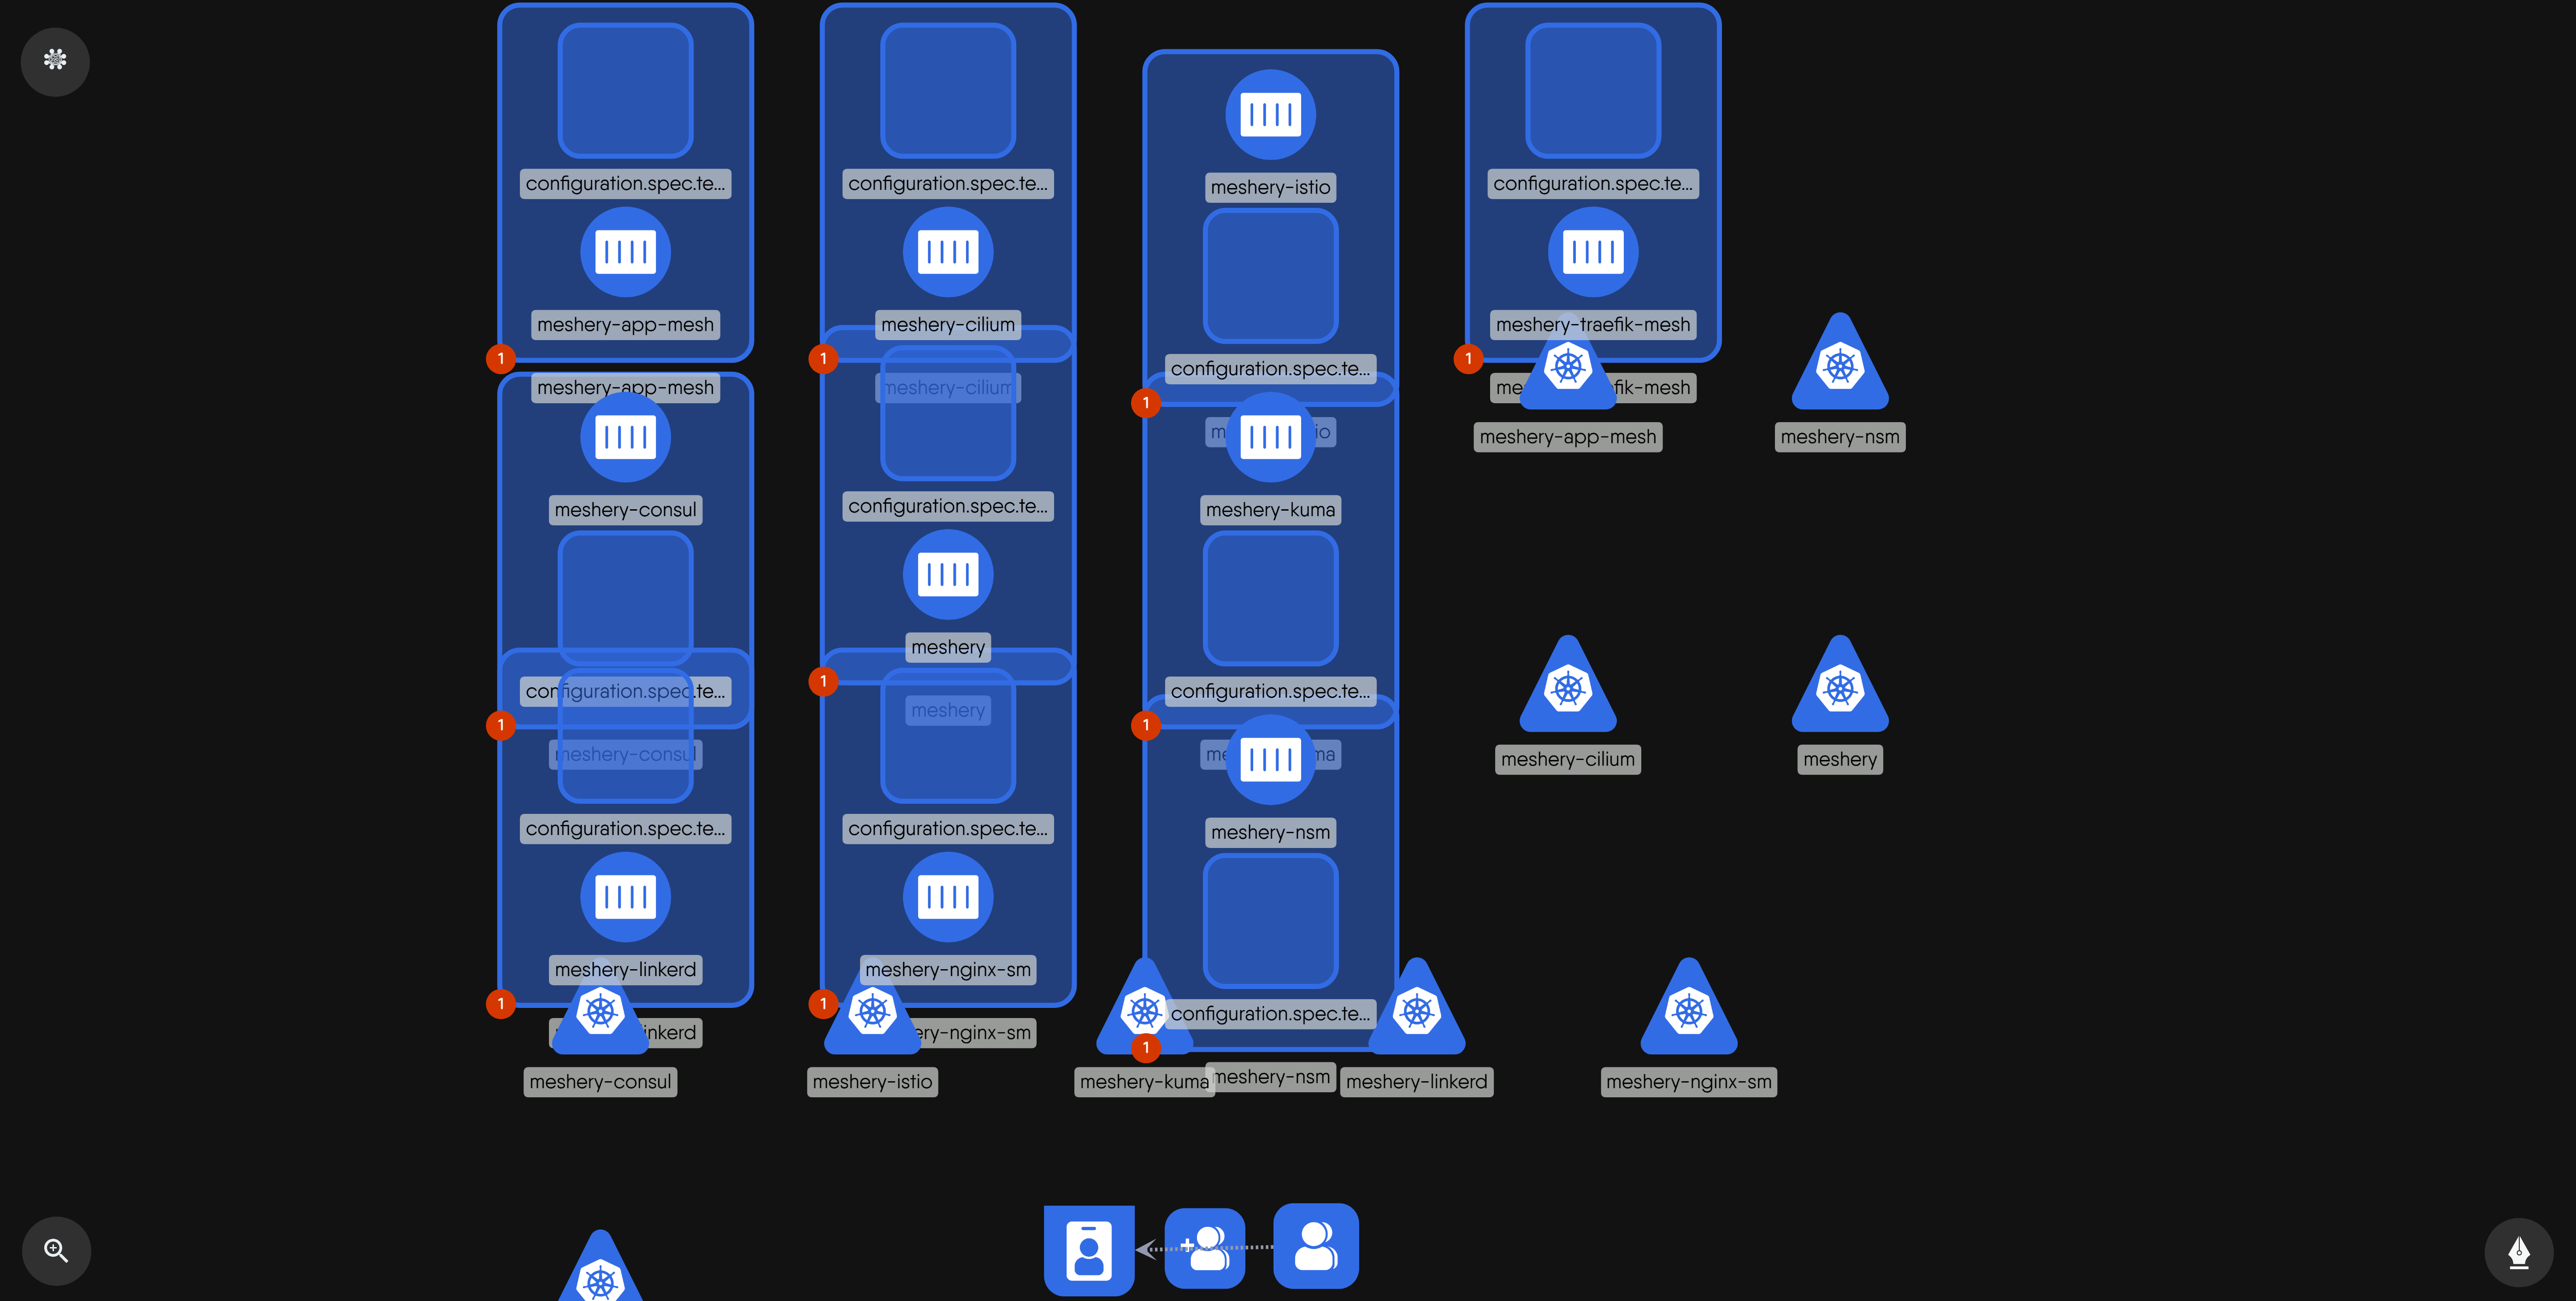 configuration.spec.te...
meshery-app-mesh
1
meshery-app-mesh
meshery-consul
configuration.spec.te...
1
meshery-consul
configuration.spec.te...
meshery-linkerd
1
inkerd
meshery-consul
configuration.spec.te...
meshery-cilium
1
meshery-cilium
configuration.spec.te...
meshery
1
meshery
configuration.spec.te...
meshery-nginx-sm
1
ery-nginx-sm
meshery-istio
meshery-istio
configuration.spec.te...
1
m io
meshery-kuma
configuration.spec.te...
1
me ma
meshery-nsm
configuration.spec.te...
1
meshery-kuma
meshery-nsm
meshery-linkerd
configuration.spec.te...
meshery-traefik-mesh
1
me fik-mesh
meshery-app-mesh
meshery-nsm
meshery-cilium
meshery
meshery-nginx-sm